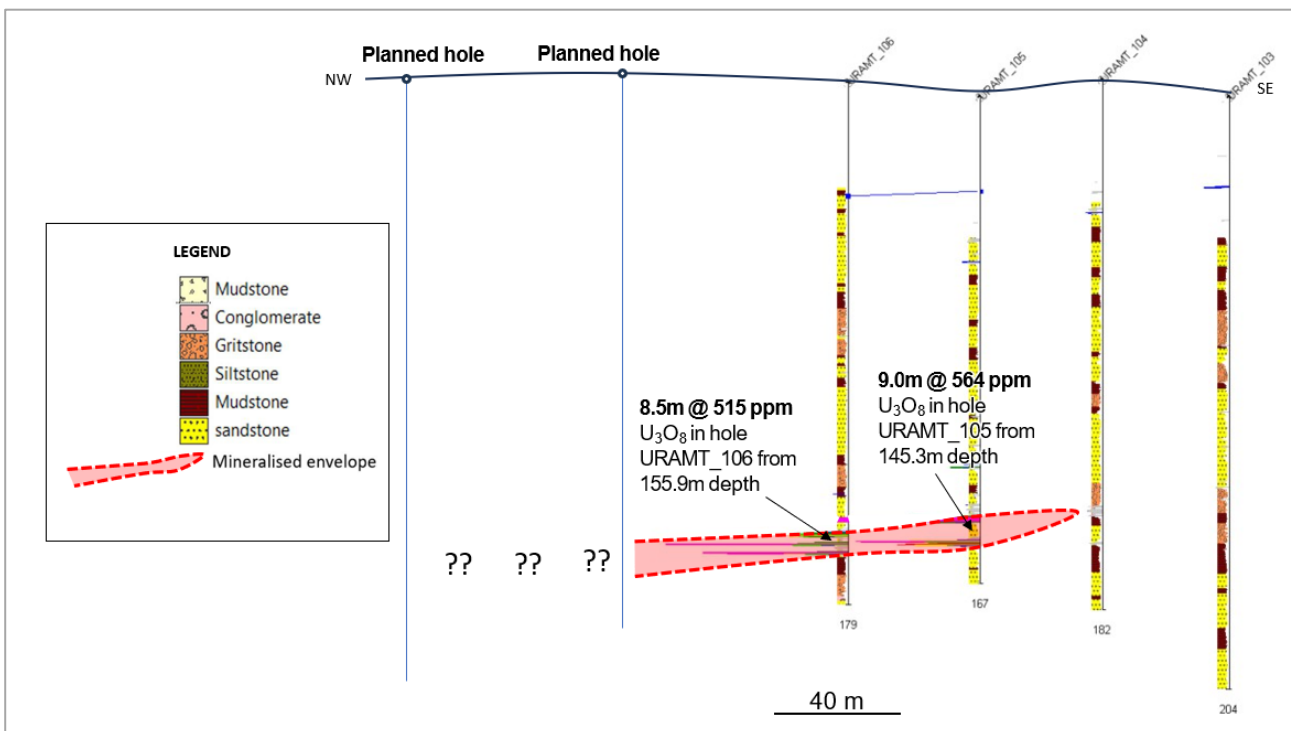 Planned hole
Planned hole
URAMT_106
URAMT_105
URAMT_104
URAMT_103
NW
SE
LEGEND
Mudstone
Conglomerate
Gritstone
Siltstone
Mudstone
sandstone
Mineralised envelope
8.5m @ 515 ppm
U₃O₈ in hole
URAMT_106 from
155.9m depth
9.0m @ 564 ppm
U₃O₈ in hole
URAMT_105 from
145.3m depth
?? ?? ??
179
167
182
204
40 m